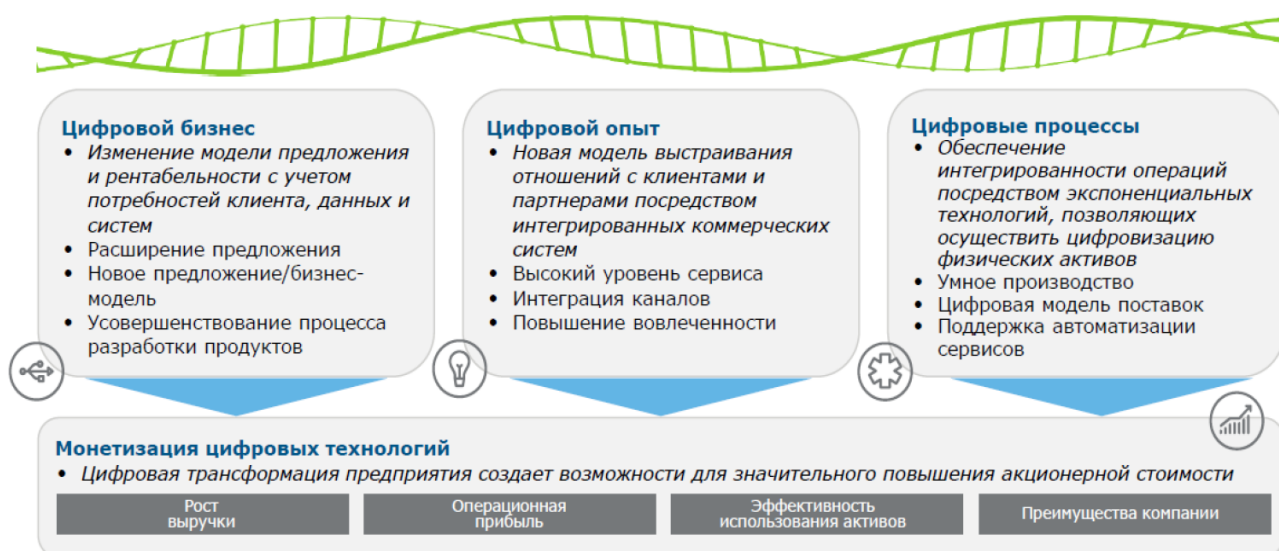 Цифровой бизнес
• Изменение модели предложения
и рентабельности с учетом
потребностей клиента, данных и
систем
• Расширение предложения
• Новое предложение/бизнес-
модель
• Усовершенствование процесса
разработки продуктов
Цифровой опыт
• Новая модель выстраивания
отношений с клиентами и
партнерами посредством
интегрированных коммерческих
систем
• Высокий уровень сервиса
• Интеграция каналов
• Повышение вовлеченности
Цифровые процессы
• Обеспечение
интегрированности операций
посредством экспоненциальных
технологий, позволяющих
осуществить цифровизацию
физических активов
• Умное производство
• Цифровая модель поставок
• Поддержка автоматизации
сервисов
Монетизация цифровых технологий
• Цифровая трансформация предприятия создает возможности для значительного повышения акционерной стоимости
Рост
выручки
Операционная
прибыль
Эффективность
использования активов
Преимущества компании